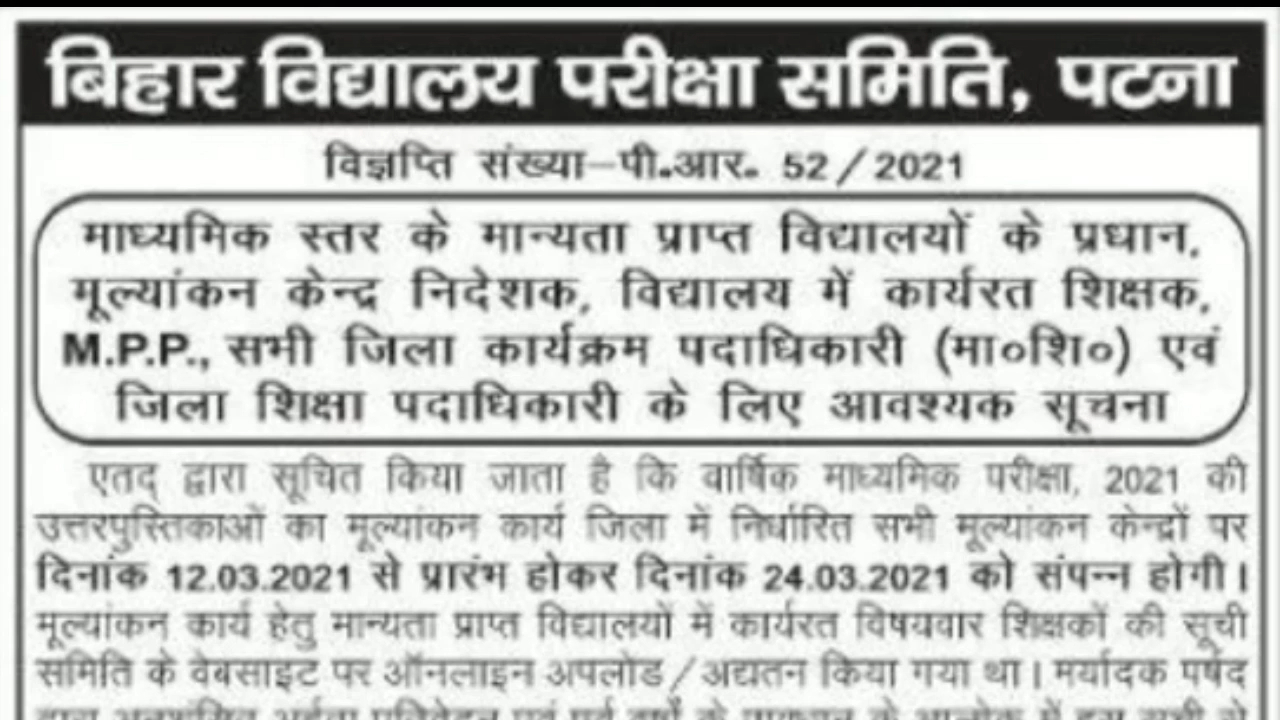 बिहार विद्यालय परीक्षा समिति, पटना
विज्ञप्ति संख्या-पी.आर. 52/2021
माध्यमिक स्तर के मान्यता प्राप्त विद्यालयों के प्रधान,
मूल्यांकन केन्द्र निदेशक, विद्यालय में कार्यरत शिक्षक,
M.P.P., सभी जिला कार्यक्रम पदाधिकारी (मा०शि०) एवं
जिला शिक्षा पदाधिकारी के लिए आवश्यक सूचना
एतद् द्वारा सूचित किया जाता है कि वार्षिक माध्यमिक परीक्षा, 2021 की
उत्तरपुस्तिकाओं का मूल्यांकन कार्य जिला में निर्धारित सभी मूल्यांकन केन्द्रों पर
दिनांक 12.03.2021 से प्रारंभ होकर दिनांक 24.03.2021 को संपन्न होगी।
मूल्यांकन कार्य हेतु मान्यता प्राप्त विद्यालयों में कार्यरत विषयवार शिक्षकों की सूची
समिति के वेबसाइट पर ऑनलाइन अपलोड/अद्यतन किया गया था। मर्यादक पर्षद